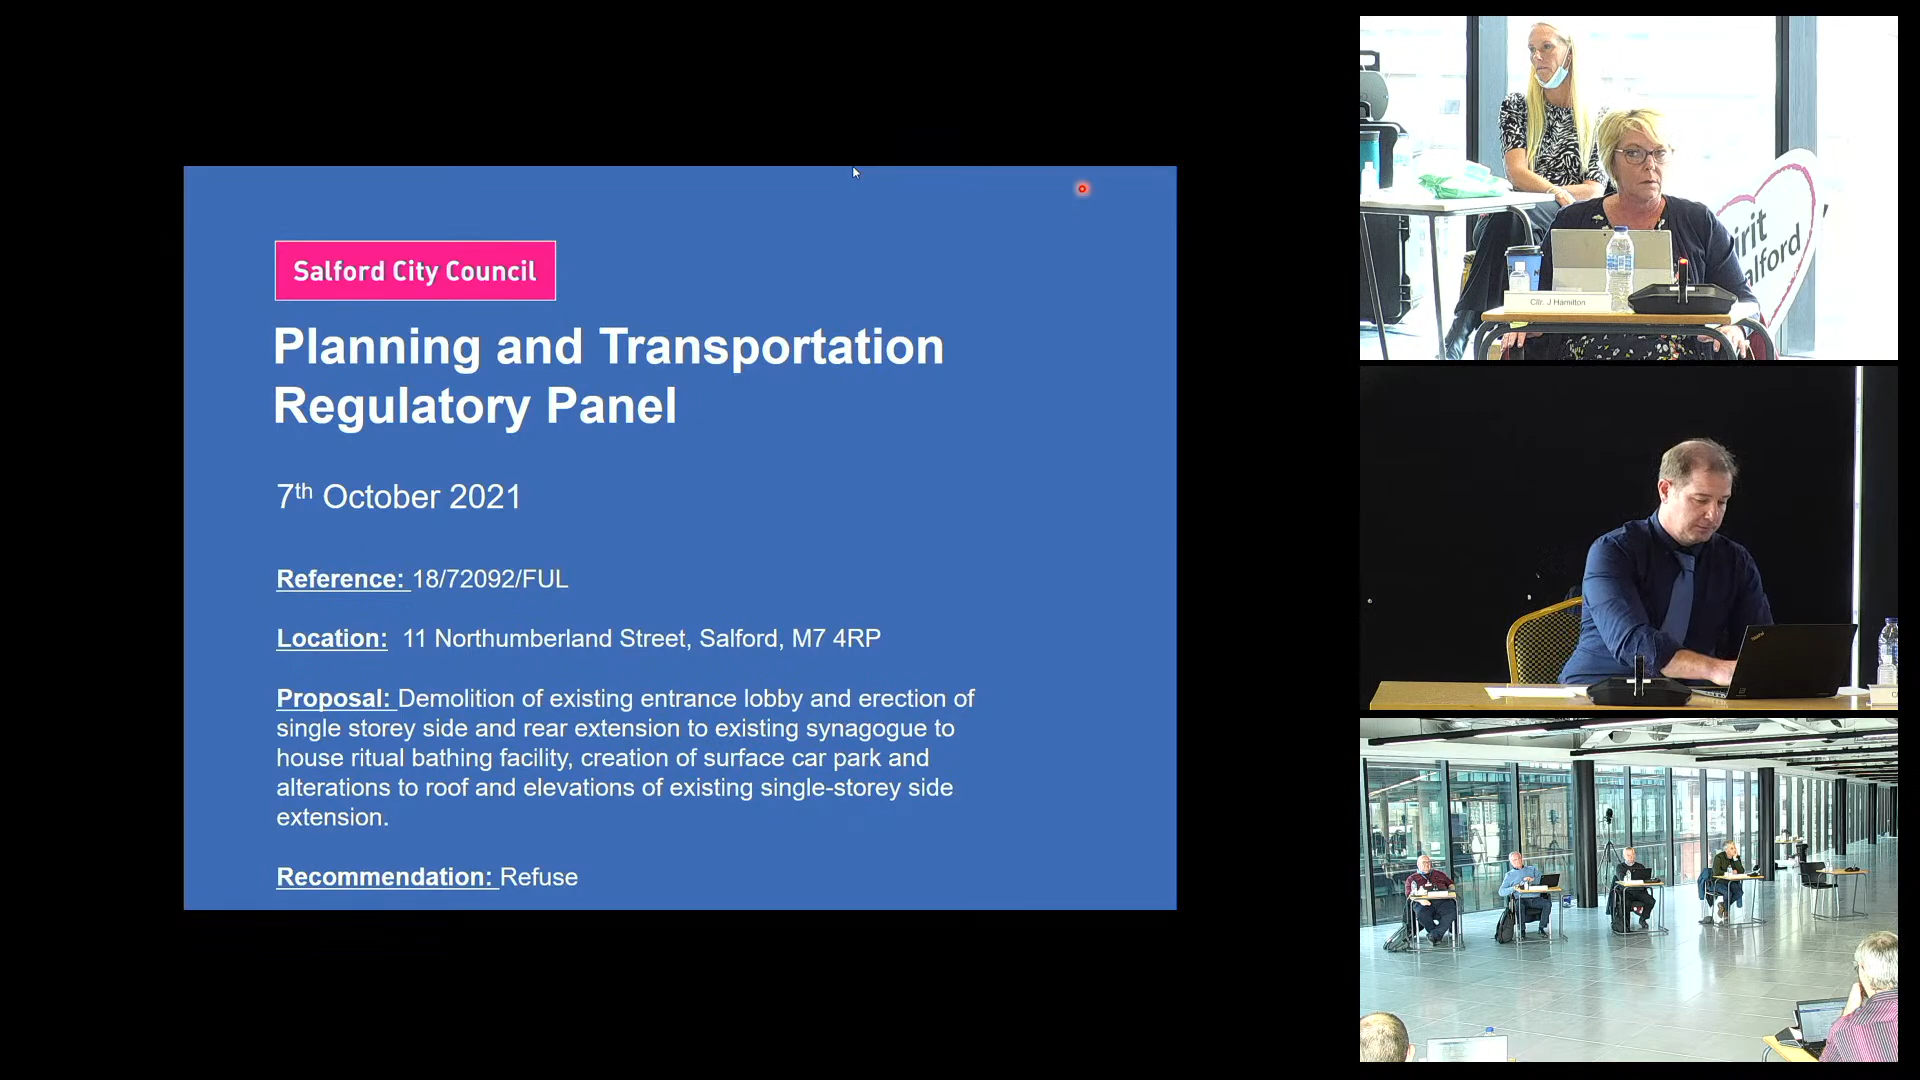 Salford City Council
Planning and Transportation
Regulatory Panel
7th October 2021
Reference: 18/72092/FUL
Location: 11 Northumberland Street, Salford, M7 4RP
Proposal: Demolition of existing entrance lobby and erection of
single storey side and rear extension to existing synagogue to
house ritual bathing facility, creation of surface car park and
alterations to roof and elevations of existing single-storey side
extension.
Recommendation: Refuse
Cllr. J Hamilton
irit
alford
ThinkPad